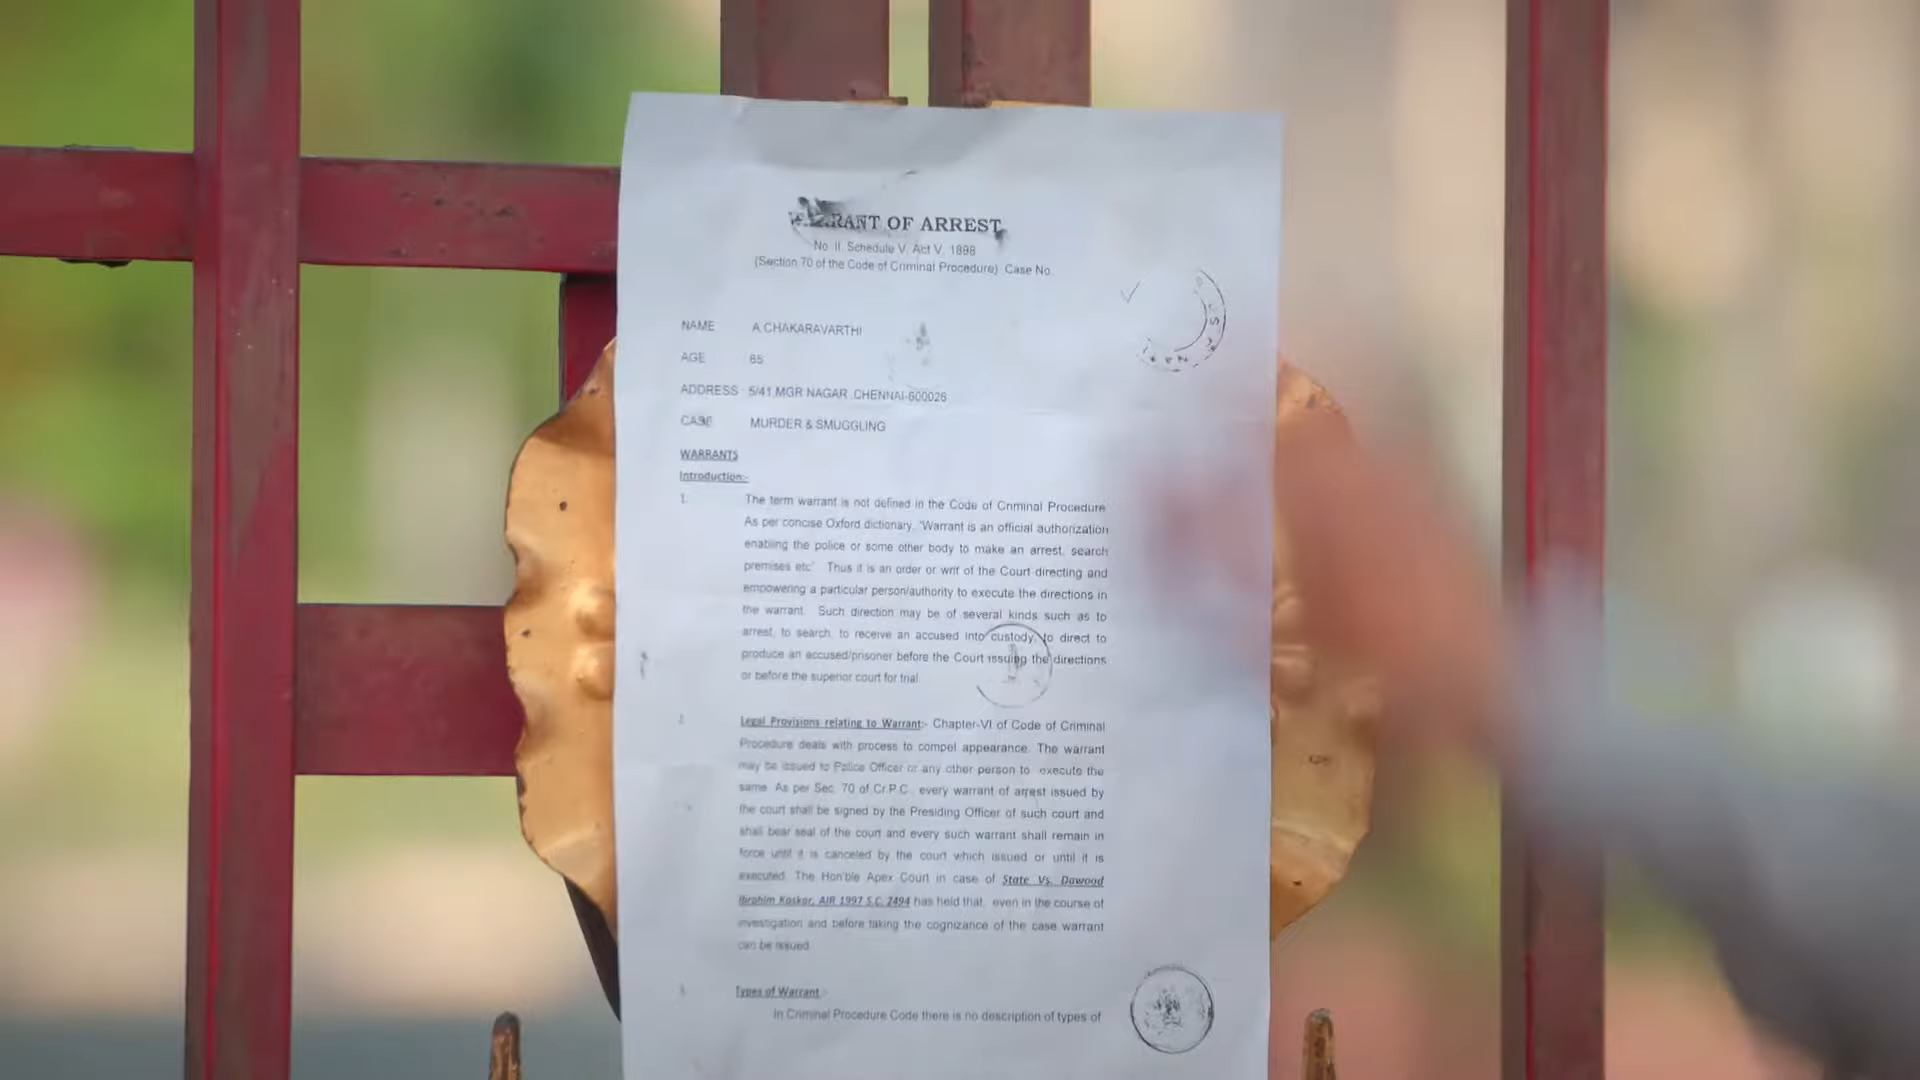 WARRANT OF ARREST
No II. Schedule V. Act V. 1898
(Section 70 of the Code of Criminal Procedure) Case No.
NAME A.CHAKARAVARTHI
AGE 65
ADDRESS 5/41 MGR NAGAR .CHENNAI-600026
CASE MURDER & SMUGGLING
WARRANTS
Introduction:-
1. The term warrant is not defined in the Code of Criminal Procedure.
As per concise Oxford dictionary, "Warrant is an official authorization
enabling the police or some other body to make an arrest, search
premises etc" Thus it is an order or writ of the Court directing and
empowering a particular person/authority to execute the directions in
the warrant. Such direction may be of several kinds such as to
arrest, to search, to receive an accused into custody, to direct to
produce an accused/prisoner before the Court issuing the directions
or before the superior court for trial.
2. Legal Provisions relating to Warrant:- Chapter-VI of Code of Criminal
Procedure deals with process to compel appearance. The warrant
may be issued to Police Officer or any other person to execute the
same. As per Sec. 70 of Cr.P.C., every warrant of arrest issued by
the court shall be signed by the Presiding Officer of such court and
shall bear seal of the court and every such warrant shall remain in
force until it is canceled by the court which issued or until it is
executed. The Hon'ble Apex Court in case of State Vs. Dawood
Ibrahim Kaskar, AIR 1997 S.C. 2494 has held that, even in the course of
investigation and before taking the cognizance of the case warrant
can be issued.
3. Types of Warrant :-
In Criminal Procedure Code there is no description of types of